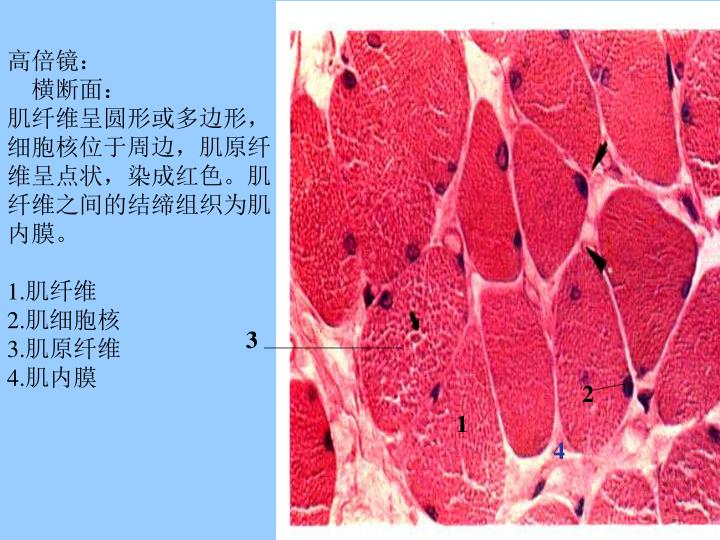 高倍镜：
横断面：
肌纤维呈圆形或多边形，
细胞核位于周边，肌原纤
维呈点状，染成红色。肌
纤维之间的结缔组织为肌
内膜。
1.肌纤维
2.肌细胞核
3.肌原纤维
4.肌内膜
3
2
1
4